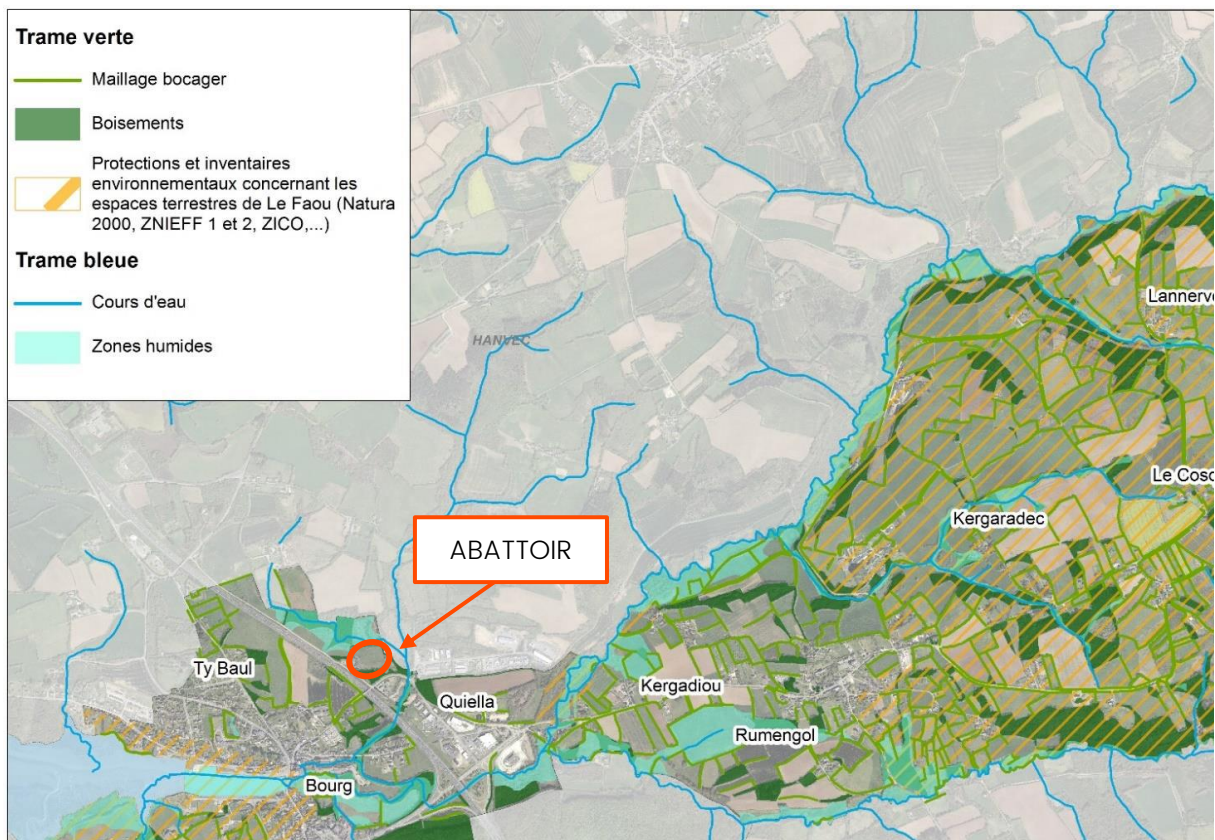 Trame verte
Maillage bocager
Boisements
Protections et inventaires
environnementaux concernant les
espaces terrestres de Le Faou (Natura
2000, ZNIEFF 1 et 2, ZICO,...)
Trame bleue
Cours d'eau
Zones humides
HANVEC
Lannerve
Le Cosq
Kergaradec
ABATTOIR
Ty Baul
Quiella
Kergadiou
Rumengol
Bourg